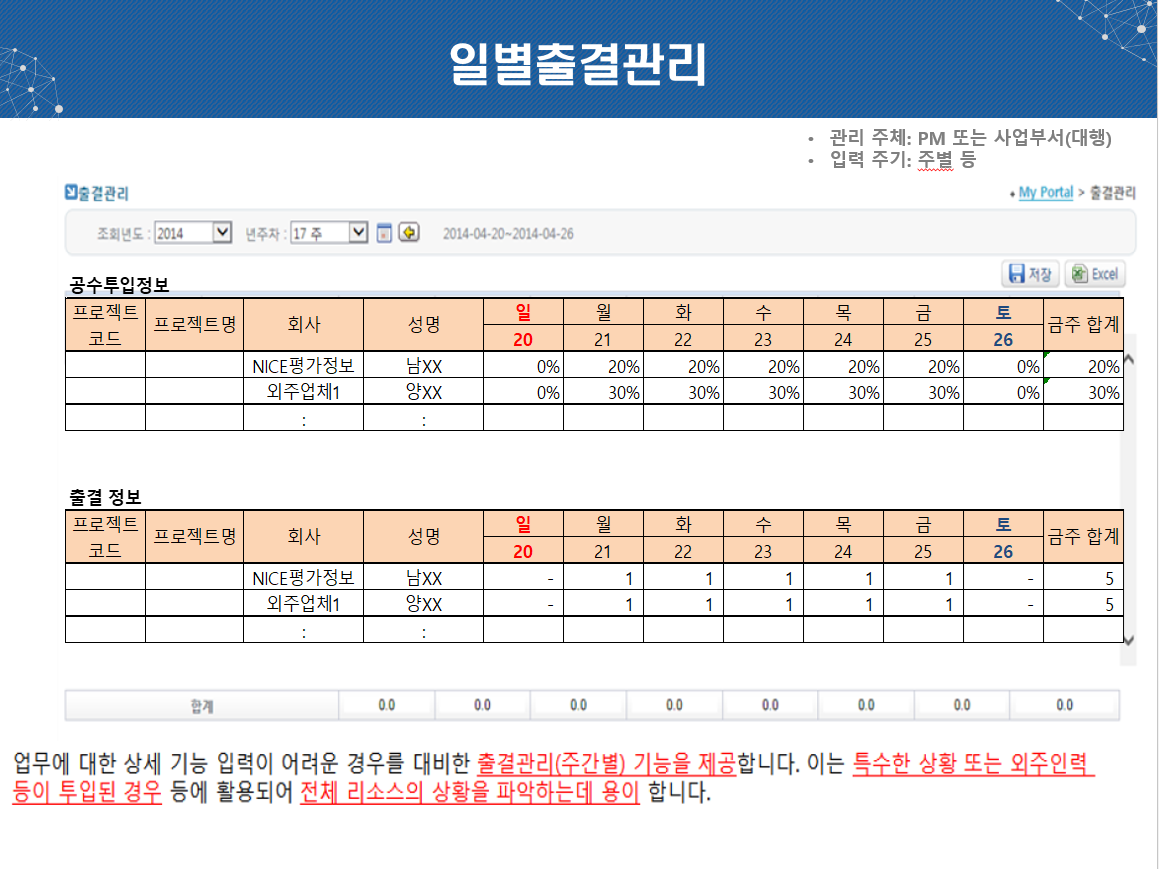 일별출결관리
• 관리 주체: PM 또는 사업부서(대행)
• 입력 주기: 주별 등
출결관리
My Portal > 출결관리
조회년도 : 2014 년주차 : 17 주 2014-04-20~2014-04-26
저장 Excel
공수투입정보
프로젝트 코드 프로젝트명 회사 성명 일 월 화 수 목 금 토 금주 합계
20 21 22 23 24 25 26
NICE평가정보 남XX 0% 20% 20% 20% 20% 20% 0% 20%
외주업체1 양XX 0% 30% 30% 30% 30% 30% 0% 30%
: :
출결 정보
프로젝트 코드 프로젝트명 회사 성명 일 월 화 수 목 금 토 금주 합계
20 21 22 23 24 25 26
NICE평가정보 남XX - 1 1 1 1 1 - 5
외주업체1 양XX - 1 1 1 1 1 - 5
: :
합계 0.0 0.0 0.0 0.0 0.0 0.0 0.0 0.0
업무에 대한 상세 기능 입력이 어려운 경우를 대비한 출결관리(주간별) 기능을 제공합니다. 이는 특수한 상황 또는 외주인력
등이 투입된 경우 등에 활용되어 전체 리소스의 상황을 파악하는데 용이 합니다.